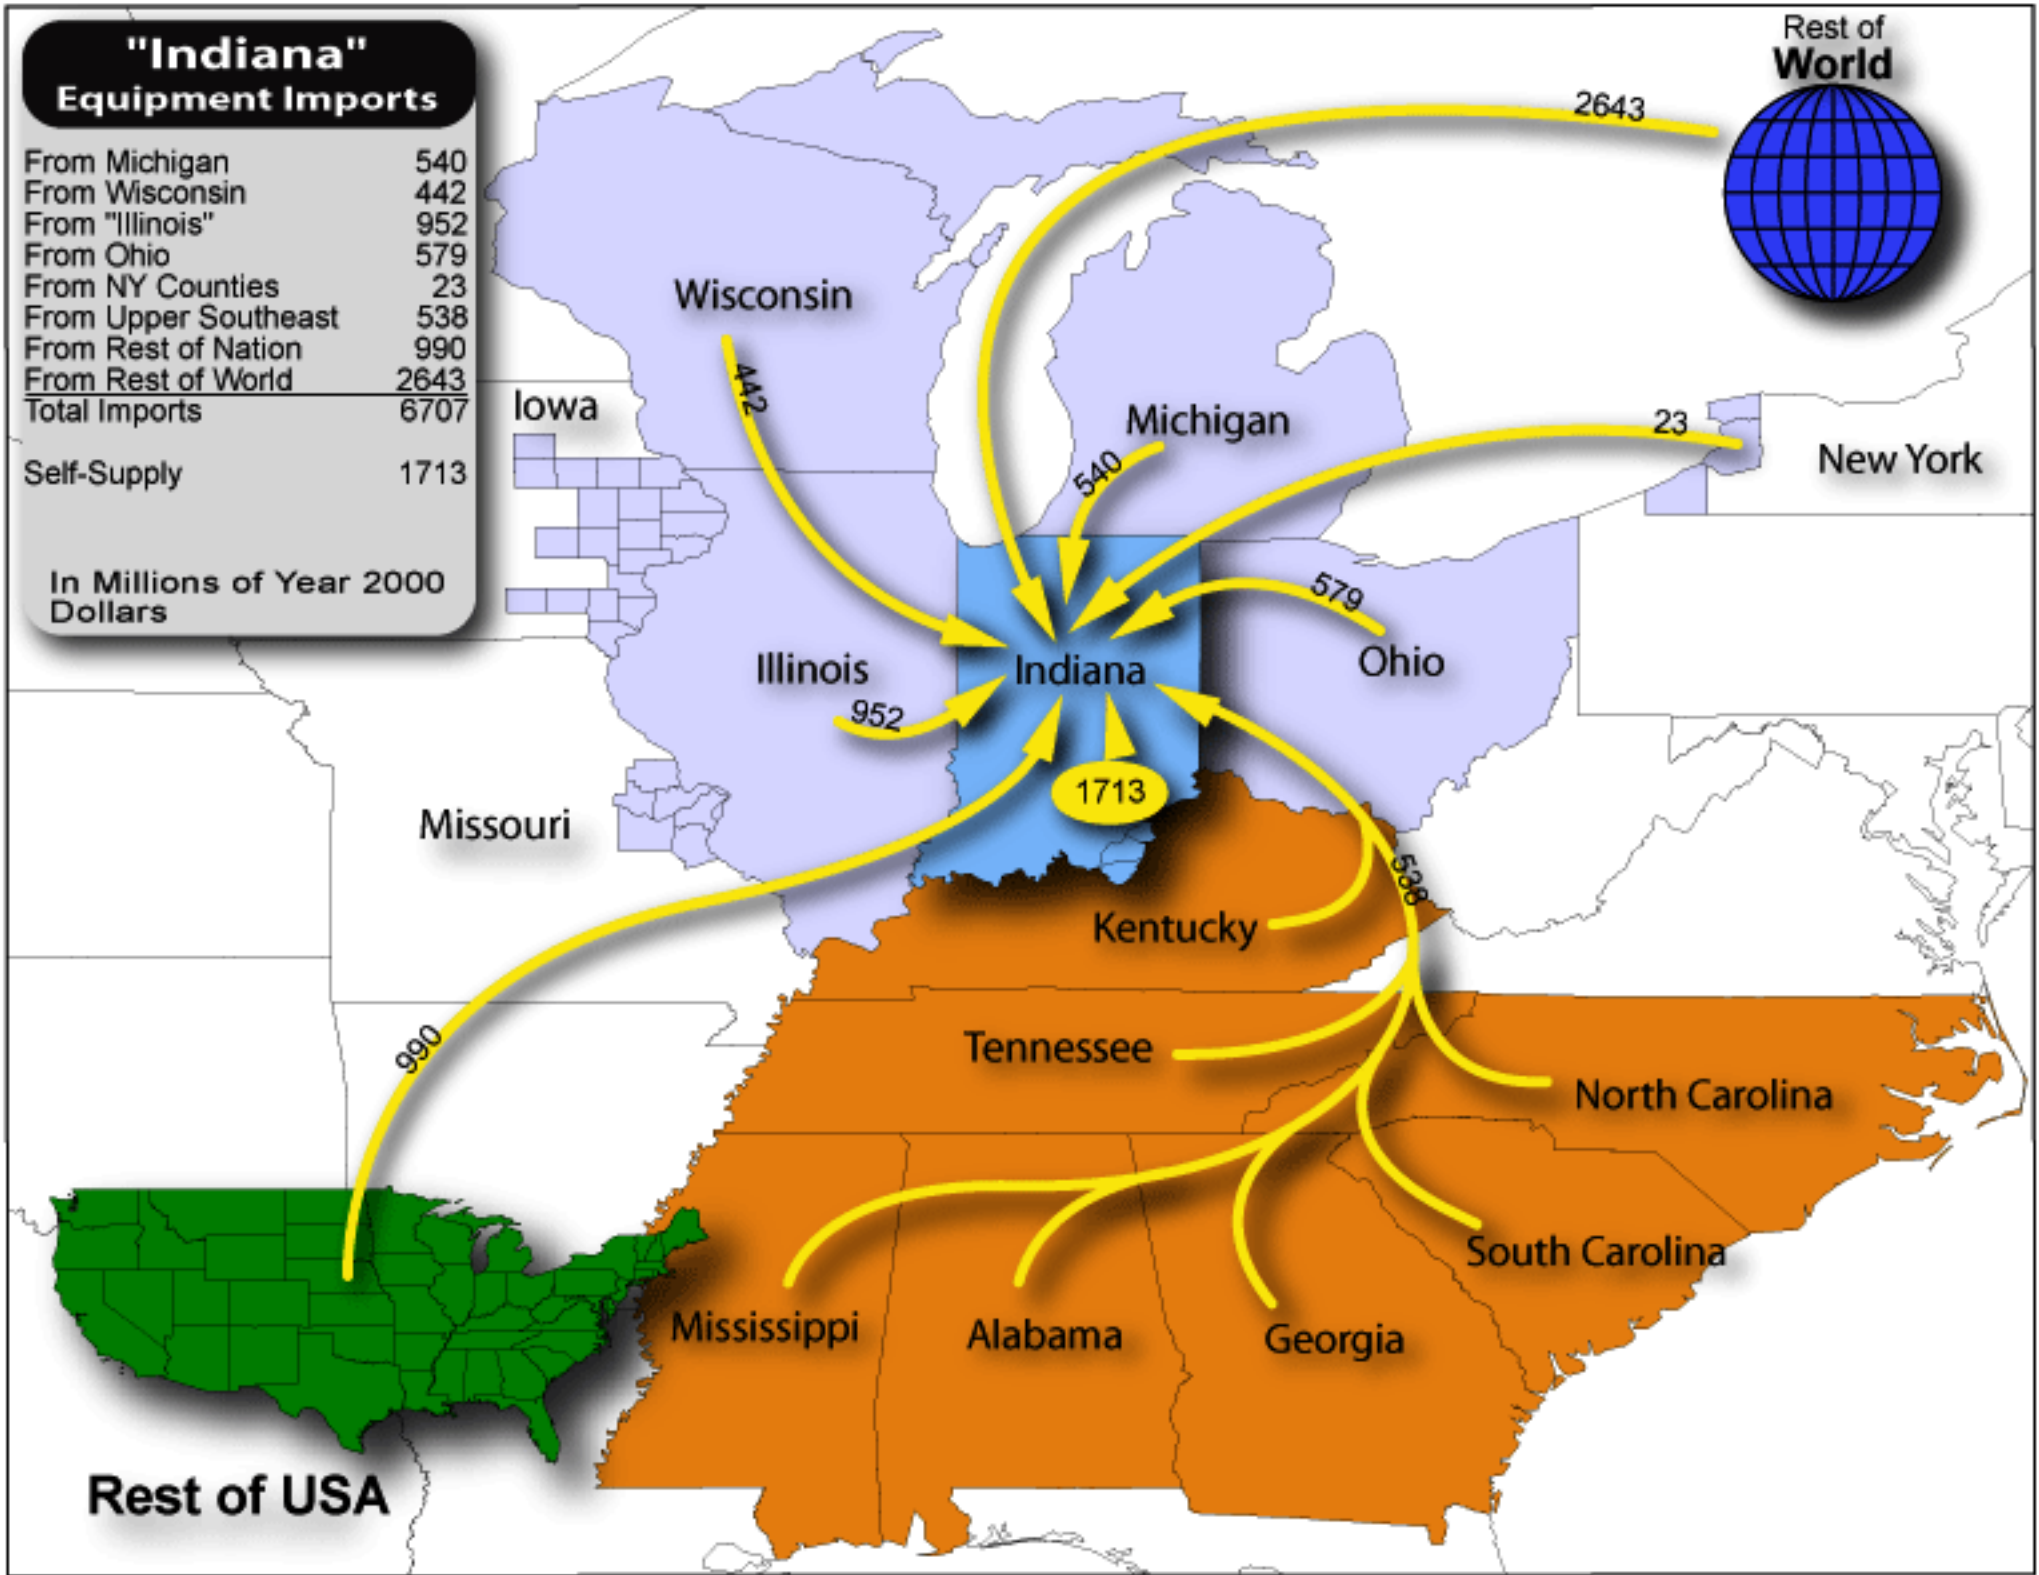 "Indiana"
Equipment Imports
From Michigan 540
From Wisconsin 442
From "Illinois" 952
From Ohio 579
From NY Counties 23
From Upper Southeast 538
From Rest of Nation 990
From Rest of World 2643
Total Imports 6707
Self-Supply 1713
In Millions of Year 2000
Dollars
Rest of
World
2643
Wisconsin
442
Iowa
Michigan
540
23
New York
579
Ohio
Illinois
952
Indiana
1713
Missouri
538
Kentucky
990
Tennessee
North Carolina
South Carolina
Mississippi
Alabama
Georgia
Rest of USA